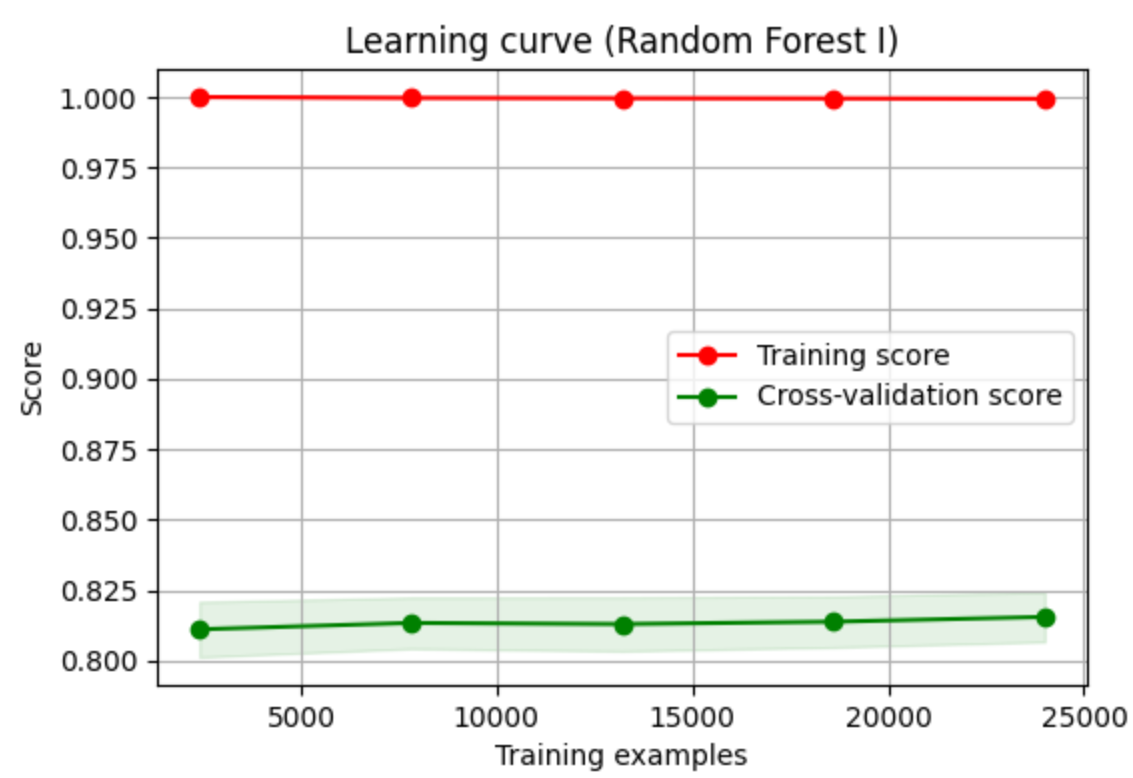 Learning curve (Random Forest I)
1.000
0.975
0.950
0.925
0.900
0.875
0.850
0.825
0.800
Score
Training score
Cross-validation score
5000 10000 15000 20000 25000
Training examples